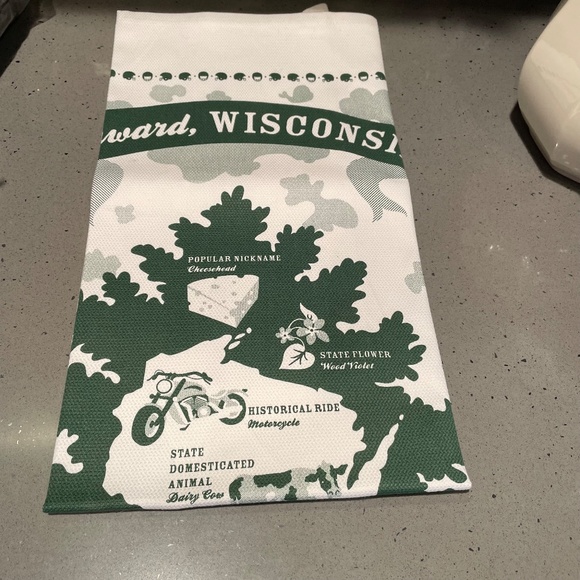 ward, WISCONSI
POPULAR NICKNAME
Cheesehead
STATE FLOWER
Wood Violet
HISTORICAL RIDE
Motorcycle
STATE
DOMESTICATED
ANIMAL
Dairy Cow